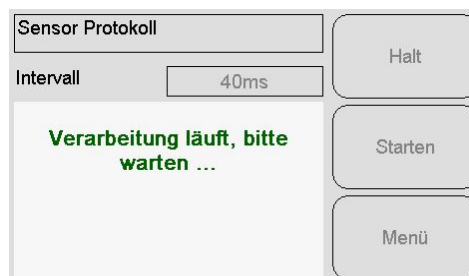 Sensor Protokoll
Halt
Intervall
40ms
Starten
Verarbeitung läuft, bitte
warten ...
Menü